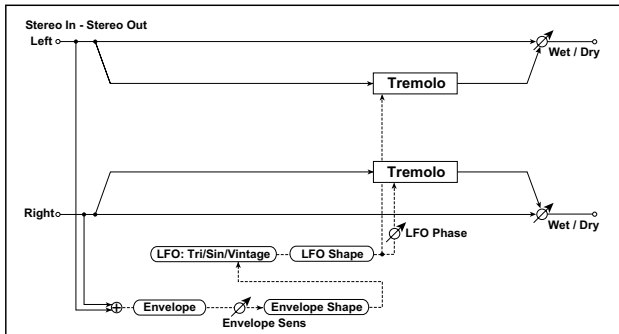 Stereo In - Stereo Out
Left
Wet / Dry
Tremolo
Tremolo
Right
LFO Phase
Wet / Dry
LFO: Tri/Sin/Vintage
LFO Shape
Envelope
Envelope Shape
Envelope Sens